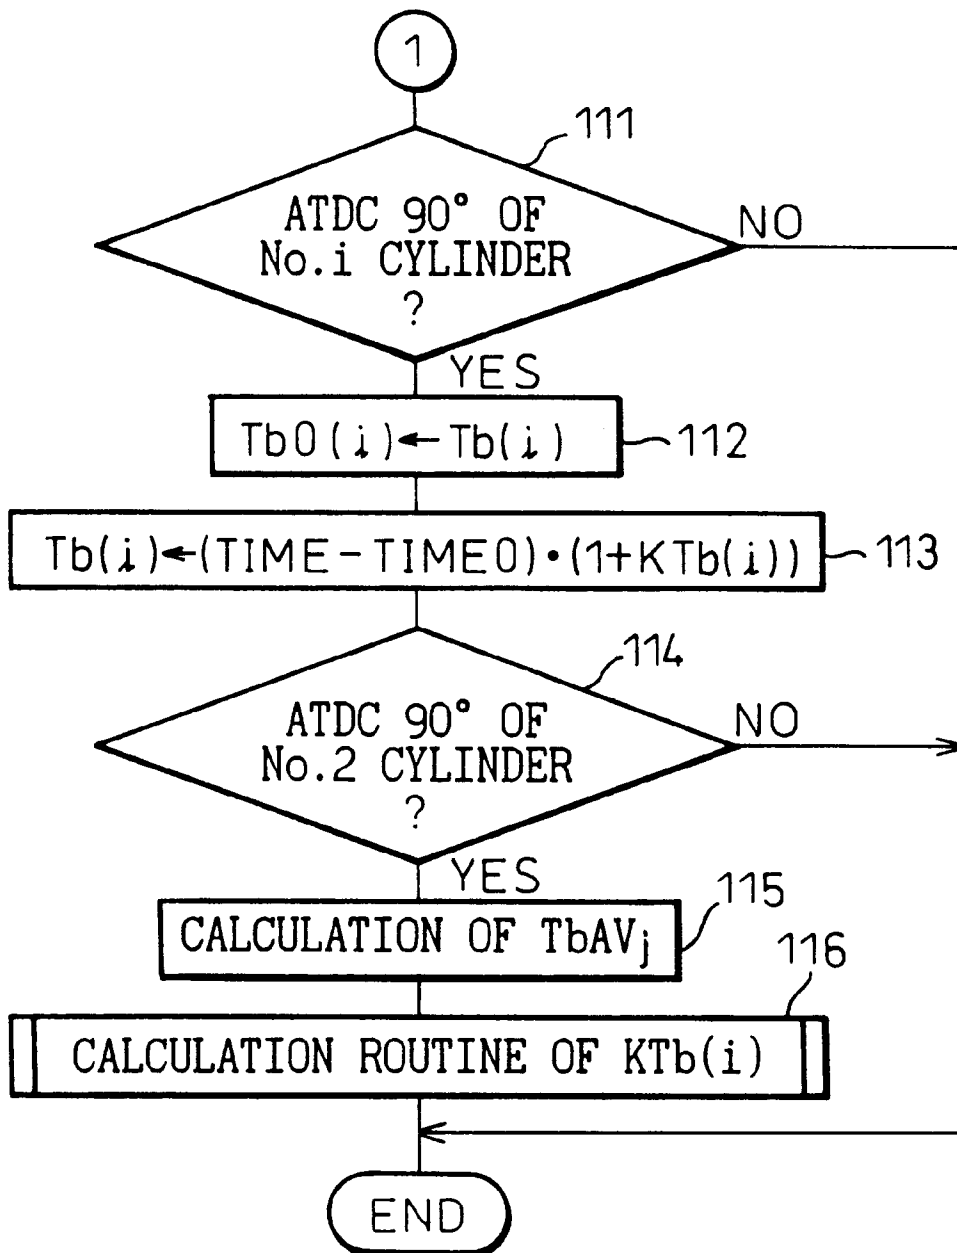 1
111
ATDC 90° OF
No.i CYLINDER
?
NO
YES
Tb0(i)←Tb(i)
112
Tb(i)←(TIME-TIME0)•(1+KTb(i))
113
114
ATDC 90° OF
No.2 CYLINDER
?
NO
YES
115
CALCULATION OF TbAVj
116
CALCULATION ROUTINE OF KTb(i)
END